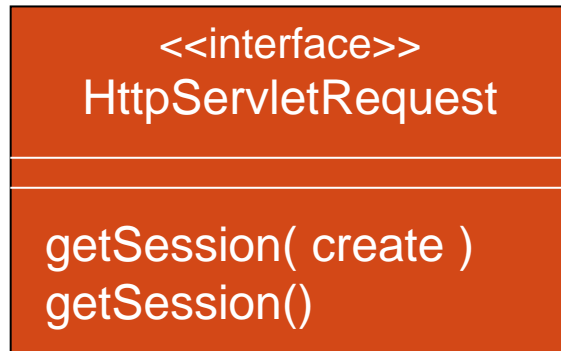 <<interface>>
HttpServletRequest
getSession( create )
getSession()